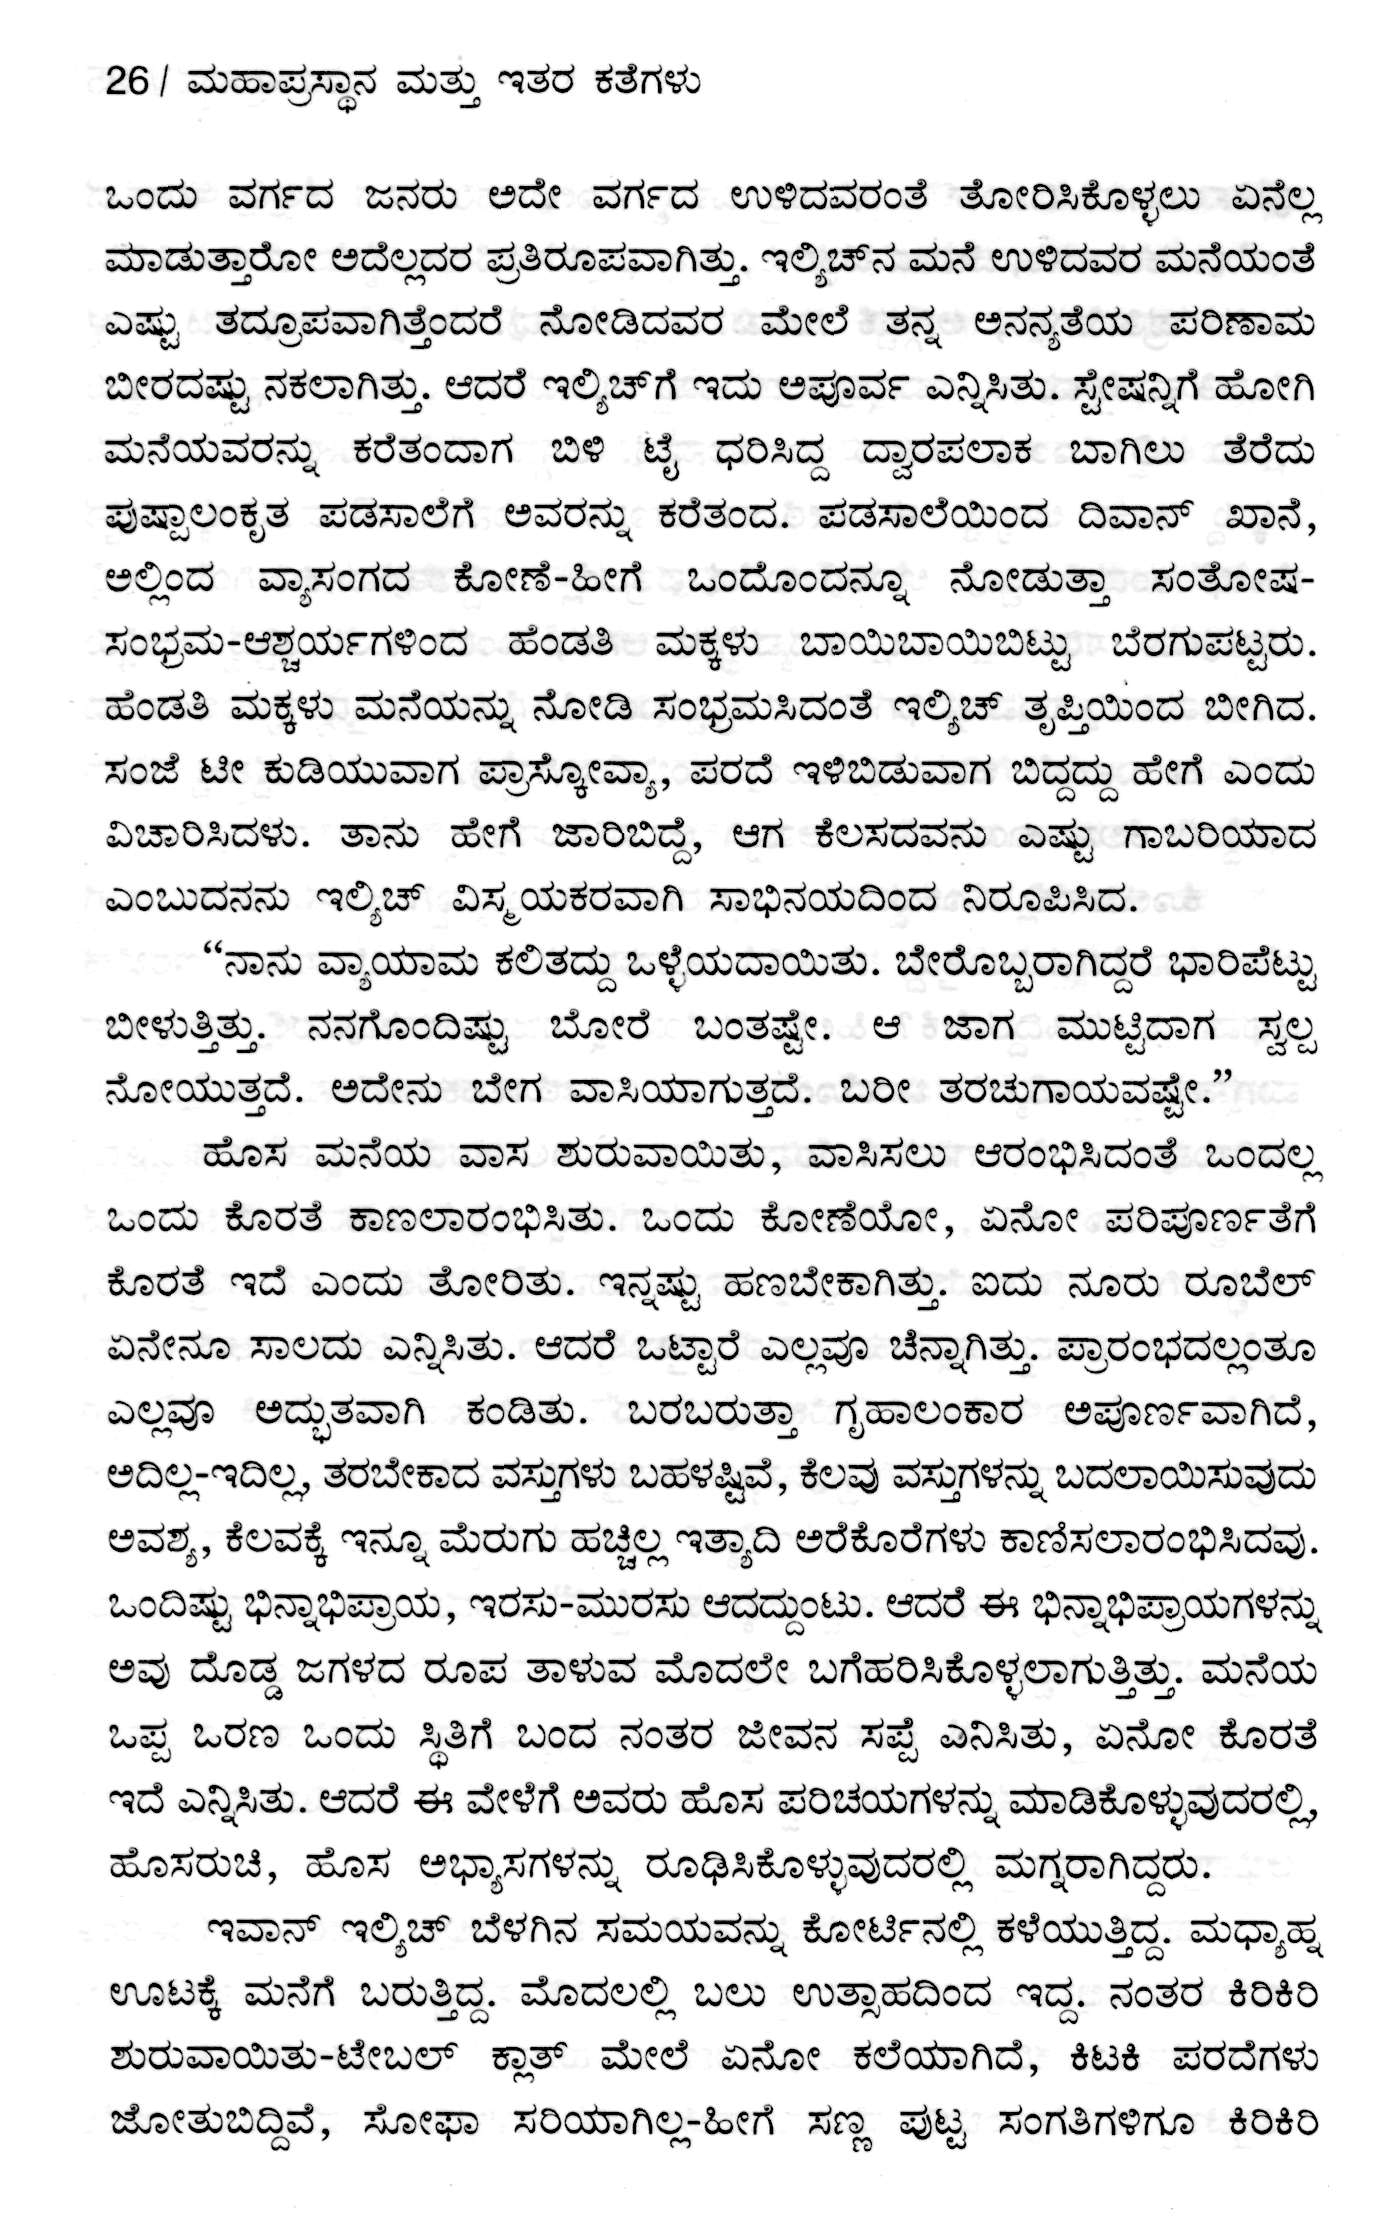 26 / ಮಹಾಪ್ರಸ್ಥಾನ ಮತ್ತು ಇತರ ಕತೆಗಳು
ಒಂದು ವರ್ಗದ ಜನರು ಅದೇ ವರ್ಗದ ಉಳಿದವರಂತೆ ತೋರಿಸಿಕೊಳ್ಳಲು ಏನೆಲ್ಲ
ಮಾಡುತ್ತಾರೋ ಅದೆಲ್ಲದರ ಪ್ರತಿರೂಪವಾಗಿತ್ತು. ಇಲ್ಯಿಚ್‌ನ ಮನೆ ಉಳಿದವರ ಮನೆಯಂತೆ
ಎಷ್ಟು ತದ್ರೂಪವಾಗಿತ್ತೆಂದರೆ ನೋಡಿದವರ ಮೇಲೆ ತನ್ನ ಅನನ್ಯತೆಯ ಪರಿಣಾಮ
ಬೀರದಷ್ಟು ನಕಲಾಗಿತ್ತು. ಆದರೆ ಇಲ್ಯಿಚ್‌ಗೆ ಇದು ಅಪೂರ್ವ ಎನ್ನಿಸಿತು. ಸ್ಟೇಷನ್ನಿಗೆ ಹೋಗಿ
ಮನೆಯವರನ್ನು ಕರೆತಂದಾಗ ಬಿಳಿ ಟೈ ಧರಿಸಿದ್ದ ದ್ವಾರಪಲಾಕ ಬಾಗಿಲು ತೆರೆದು
ಪುಷ್ಪಾಲಂಕೃತ ಪಡಸಾಲೆಗೆ ಅವರನ್ನು ಕರೆತಂದ. ಪಡಸಾಲೆಯಿಂದ ದಿವಾನ್ ಖಾನೆ,
ಅಲ್ಲಿಂದ ವ್ಯಾಸಂಗದ ಕೋಣೆ-ಹೀಗೆ ಒಂದೊಂದನ್ನೂ ನೋಡುತ್ತಾ ಸಂತೋಷ-
ಸಂಭ್ರಮ-ಆಶ್ಚರ್ಯಗಳಿಂದ ಹೆಂಡತಿ ಮಕ್ಕಳು ಬಾಯಿಬಾಯಿಬಿಟ್ಟು ಬೆರಗುಪಟ್ಟರು.
ಹೆಂಡತಿ ಮಕ್ಕಳು ಮನೆಯನ್ನು ನೋಡಿ ಸಂಭ್ರಮಸಿದಂತೆ ಇಲ್ಯಿಚ್ ತೃಪ್ತಿಯಿಂದ ಬೀಗಿದ.
ಸಂಜೆ ಟೀ ಕುಡಿಯುವಾಗ ಪ್ರಾಸ್ಕೋವ್ಯಾ, ಪರದೆ ಇಳಿಬಿಡುವಾಗ ಬಿದ್ದದ್ದು ಹೇಗೆ ಎಂದು
ವಿಚಾರಿಸಿದಳು. ತಾನು ಹೇಗೆ ಜಾರಿಬಿದ್ದೆ, ಆಗ ಕೆಲಸದವನು ಎಷ್ಟು ಗಾಬರಿಯಾದ
ಎಂಬುದನನು ಇಲ್ಯಿಚ್ ವಿಸ್ಮಯಕರವಾಗಿ ಸಾಭಿನಯದಿಂದ ನಿರೂಪಿಸಿದ.
“ನಾನು ವ್ಯಾಯಾಮ ಕಲಿತದ್ದು ಒಳ್ಳೆಯದಾಯಿತು. ಬೇರೊಬ್ಬರಾಗಿದ್ದರೆ ಭಾರಿಪೆಟ್ಟು
ಬೀಳುತ್ತಿತ್ತು. ನನಗೊಂದಿಷ್ಟು ಬೋರೆ ಬಂತಷ್ಟೇ. ಆ ಜಾಗ ಮುಟ್ಟಿದಾಗ ಸ್ವಲ್ಪ
ನೋಯುತ್ತದೆ. ಅದೇನು ಬೇಗ ವಾಸಿಯಾಗುತ್ತದೆ. ಬರೀ ತರಚುಗಾಯವಷ್ಟೇ.”
ಹೊಸ ಮನೆಯ ವಾಸ ಶುರುವಾಯಿತು, ವಾಸಿಸಲು ಆರಂಭಿಸಿದಂತೆ ಒಂದಲ್ಲ
ಒಂದು ಕೊರತೆ ಕಾಣಲಾರಂಭಿಸಿತು. ಒಂದು ಕೋಣೆಯೋ, ಏನೋ ಪರಿಪೂರ್ಣತೆಗೆ
ಕೊರತೆ ಇದೆ ಎಂದು ತೋರಿತು. ಇನ್ನಷ್ಟು ಹಣಬೇಕಾಗಿತ್ತು. ಐದು ನೂರು ರೂಬೆಲ್
ಏನೇನೂ ಸಾಲದು ಎನ್ನಿಸಿತು. ಆದರೆ ಒಟ್ಟಾರೆ ಎಲ್ಲವೂ ಚೆನ್ನಾಗಿತ್ತು. ಪ್ರಾರಂಭದಲ್ಲಂತೂ
ಎಲ್ಲವೂ ಅದ್ಭುತವಾಗಿ ಕಂಡಿತು. ಬರಬರುತ್ತಾ ಗೃಹಾಲಂಕಾರ ಅಪೂರ್ಣವಾಗಿದೆ,
ಅದಿಲ್ಲ-ಇದಿಲ್ಲ, ತರಬೇಕಾದ ವಸ್ತುಗಳು ಬಹಳಷ್ಟಿವೆ, ಕೆಲವು ವಸ್ತುಗಳನ್ನು ಬದಲಾಯಿಸುವುದು
ಅವಶ್ಯ, ಕೆಲವಕ್ಕೆ ಇನ್ನೂ ಮೆರುಗು ಹಚ್ಚಿಲ್ಲ ಇತ್ಯಾದಿ ಅರೆಕೊರೆಗಳು ಕಾಣಿಸಲಾರಂಭಿಸಿದವು.
ಒಂದಿಷ್ಟು ಭಿನ್ನಾಭಿಪ್ರಾಯ, ಇರಸು-ಮುರಸು ಆದದ್ದುಂಟು. ಆದರೆ ಈ ಭಿನ್ನಾಭಿಪ್ರಾಯಗಳನ್ನು
ಅವು ದೊಡ್ಡ ಜಗಳದ ರೂಪ ತಾಳುವ ಮೊದಲೇ ಬಗೆಹರಿಸಿಕೊಳ್ಳಲಾಗುತ್ತಿತ್ತು. ಮನೆಯ
ಒಪ್ಪ ಒರಣ ಒಂದು ಸ್ಥಿತಿಗೆ ಬಂದ ನಂತರ ಜೀವನ ಸಪ್ಪೆ ಎನಿಸಿತು, ಏನೋ ಕೊರತೆ
ಇದೆ ಎನ್ನಿಸಿತು. ಆದರೆ ಈ ವೇಳೆಗೆ ಅವರು ಹೊಸ ಪರಿಚಯಗಳನ್ನು ಮಾಡಿಕೊಳ್ಳುವುದರಲ್ಲಿ,
ಹೊಸರುಚಿ, ಹೊಸ ಅಭ್ಯಾಸಗಳನ್ನು ರೂಢಿಸಿಕೊಳ್ಳುವುದರಲ್ಲಿ ಮಗ್ನರಾಗಿದ್ದರು.
ಇವಾನ್ ಇಲ್ಯಿಚ್ ಬೆಳಗಿನ ಸಮಯವನ್ನು ಕೋರ್ಟಿನಲ್ಲಿ ಕಳೆಯುತ್ತಿದ್ದ. ಮಧ್ಯಾಹ್ನ
ಊಟಕ್ಕೆ ಮನೆಗೆ ಬರುತ್ತಿದ್ದ. ಮೊದಲಲ್ಲಿ ಬಲು ಉತ್ಸಾಹದಿಂದ ಇದ್ದ. ನಂತರ ಕಿರಿಕಿರಿ
ಶುರುವಾಯಿತು-ಟೇಬಲ್ ಕ್ಲಾತ್ ಮೇಲೆ ಏನೋ ಕಲೆಯಾಗಿದೆ, ಕಿಟಕಿ ಪರದೆಗಳು
ಜೋತುಬಿದ್ದಿವೆ, ಸೋಫಾ ಸರಿಯಾಗಿಲ್ಲ-ಹೀಗೆ ಸಣ್ಣ ಪುಟ್ಟ ಸಂಗತಿಗಳಿಗೂ ಕಿರಿಕಿರಿ